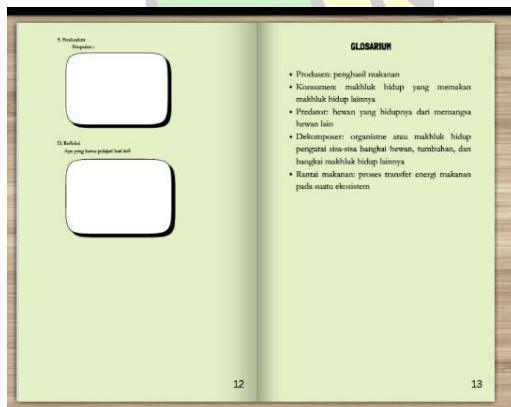 5. Evaluation
Simpulan :
D. Refleksi
Apa yang kamu pelajari hari ini?
12
GLOSARIUM
• Produsen: penghasil makanan
• Konsumen: makhluk hidup yang memakan
makhluk hidup lainnya
• Predator: hewan yang hidupnya dari memangsa
hewan lain
• Dekomposer: organisme atau makhluk hidup
pengurai sisa-sisa bangkai hewan, tumbuhan, dan
bangkai makhluk hidup lainnya
• Rantai makanan: proses transfer energi makanan
pada suatu ekosistem
13